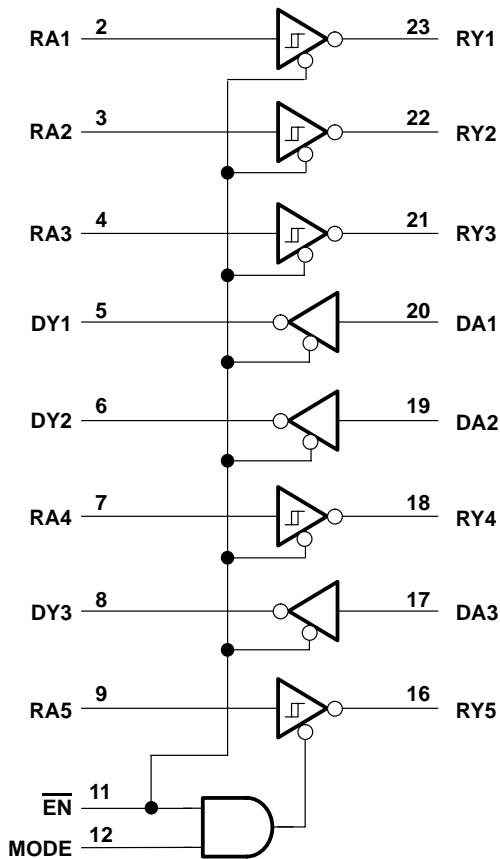 RA1 2 23 RY1
RA2 3 22 RY2
RA3 4 21 RY3
DY1 5 20 DA1
DY2 6 19 DA2
RA4 7 18 RY4
DY3 8 17 DA3
RA5 9 16 RY5
E̅N̅ 11
MODE 12